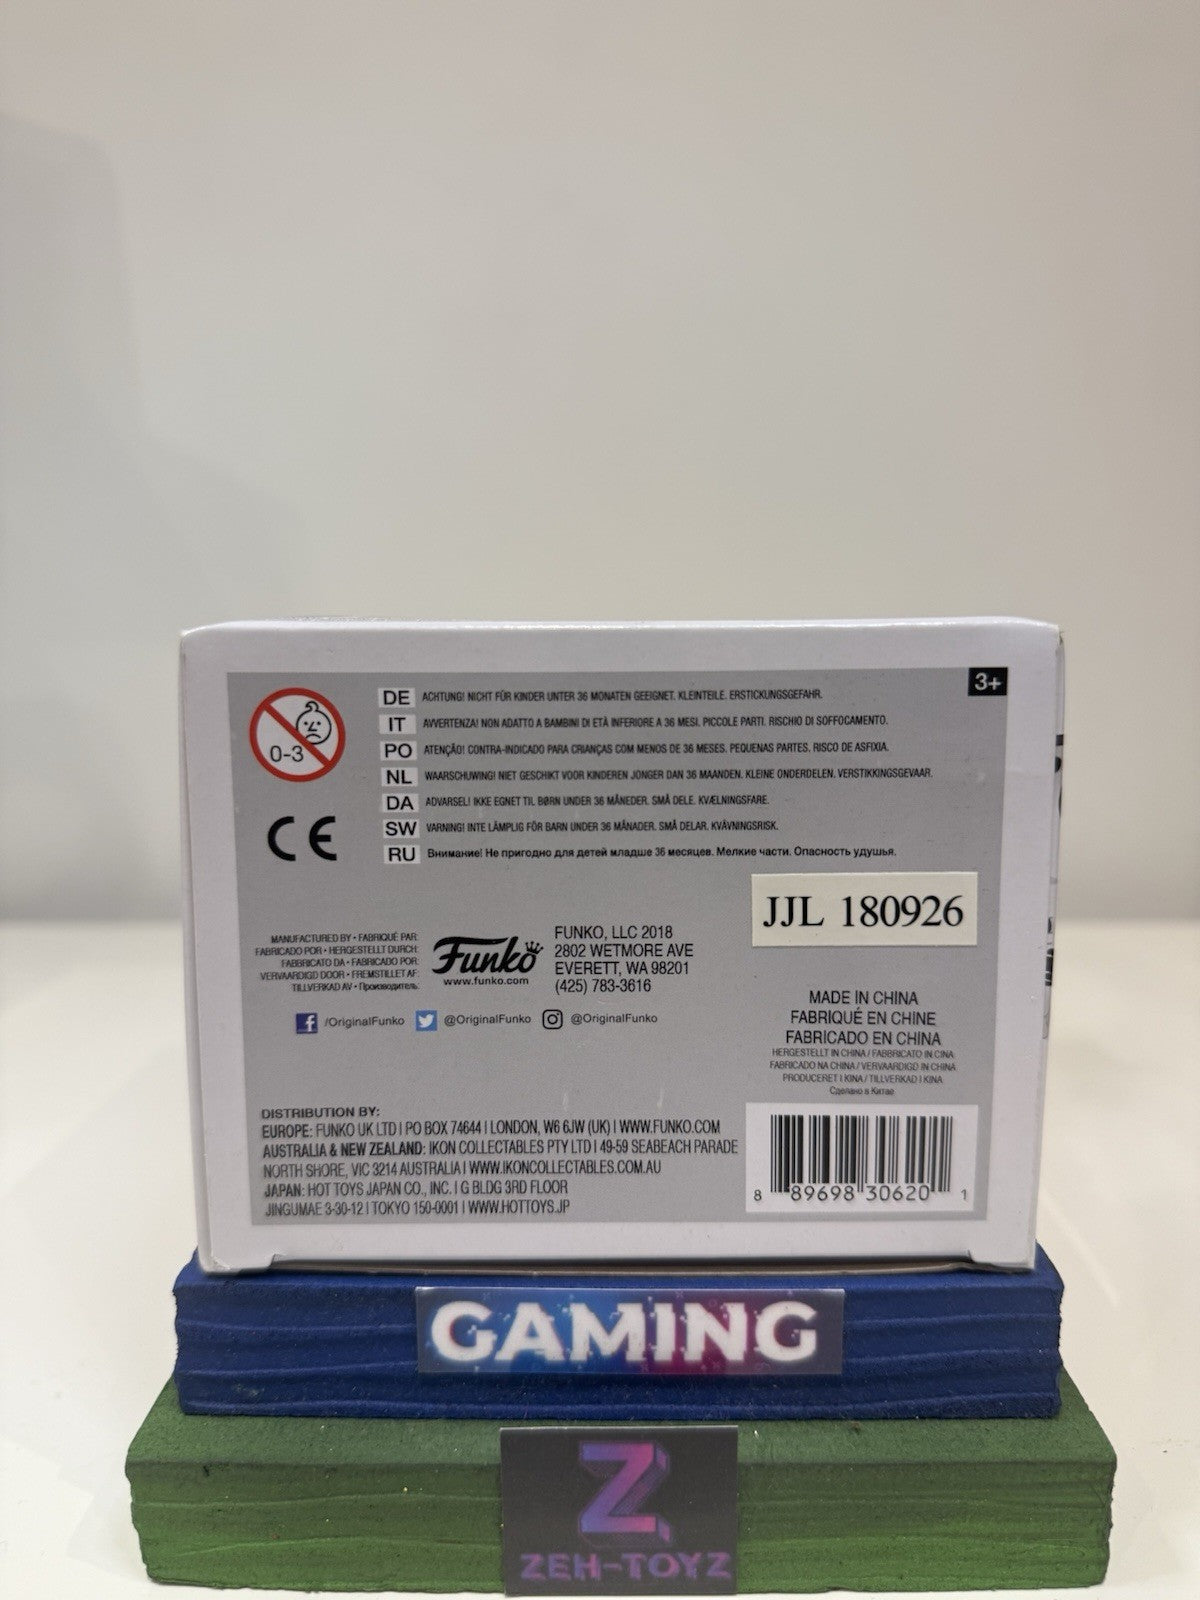 3+
0-3
DE ACHTUNG! NICHT FÜR KINDER UNTER 36 MONATEN GEEIGNET. KLEINTEILE. ERSTICKUNGSGEFAHR.
IT AVVERTENZA! NON ADATTO A BAMBINI DI ETÀ INFERIORE A 36 MESI. PICCOLE PARTI. RISCHIO DI SOFFOCAMENTO.
PO ATENÇÃO! CONTRA-INDICADO PARA CRIANÇAS COM MENOS DE 36 MESES. PEQUENAS PARTES. RISCO DE ASFIXIA.
NL WAARSCHUWING! NIET GESCHIKT VOOR KINDEREN JONGER DAN 36 MAANDEN. KLEINE ONDERDELEN. VERSTIKKINGSGEVAAR.
DA ADVARSEL! IKKE EGNET TIL BØRN UNDER 36 MÅNEDER. SMÅ DELE. KVÆLNINGSFARE.
SW VARNING! INTE LÄMPLIG FÖR BARN UNDER 36 MÅNADER. SMÅ DELAR. KVÄVNINGSRISK.
RU Внимание! Не пригодно для детей младше 36 месяцев. Мелкие части. Опасность удушья.
CE
JJL 180926
MANUFACTURED BY • FABRIQUÉ PAR:
FABRICADO POR • HERGESTELLT DURCH:
FABBRICATO DA • FABRICADO POR:
VERVAARDIGD DOOR • FREMSTILLET AF:
TILLVERKAD AV • Производитель:
Funko
www.funko.com
FUNKO, LLC 2018
2802 WETMORE AVE
EVERETT, WA 98201
(425) 783-3616
/OriginalFunko @OriginalFunko @OriginalFunko
MADE IN CHINA
FABRIQUÉ EN CHINE
FABRICADO EN CHINA
HERGESTELLT IN CHINA / FABBRICATO IN CINA
FABRICADO NA CHINA / VERVAARDIGD IN CHINA
PRODUCERET I KINA / TILLVERKAD I KINA
Сделано в Китае
DISTRIBUTION BY:
EUROPE: FUNKO UK LTD | PO BOX 74644 | LONDON, W6 6JW (UK) | WWW.FUNKO.COM
AUSTRALIA & NEW ZEALAND: IKON COLLECTABLES PTY LTD | 49-59 SEABEACH PARADE
NORTH SHORE, VIC 3214 AUSTRALIA | WWW.IKONCOLLECTABLES.COM.AU
JAPAN: HOT TOYS JAPAN CO., INC. | G BLDG 3RD FLOOR
JINGUMAE 3-30-12 | TOKYO 150-0001 | WWW.HOTTOYS.JP
8 89698 30620 1
GAMING
Z
ZEH-TOYZ